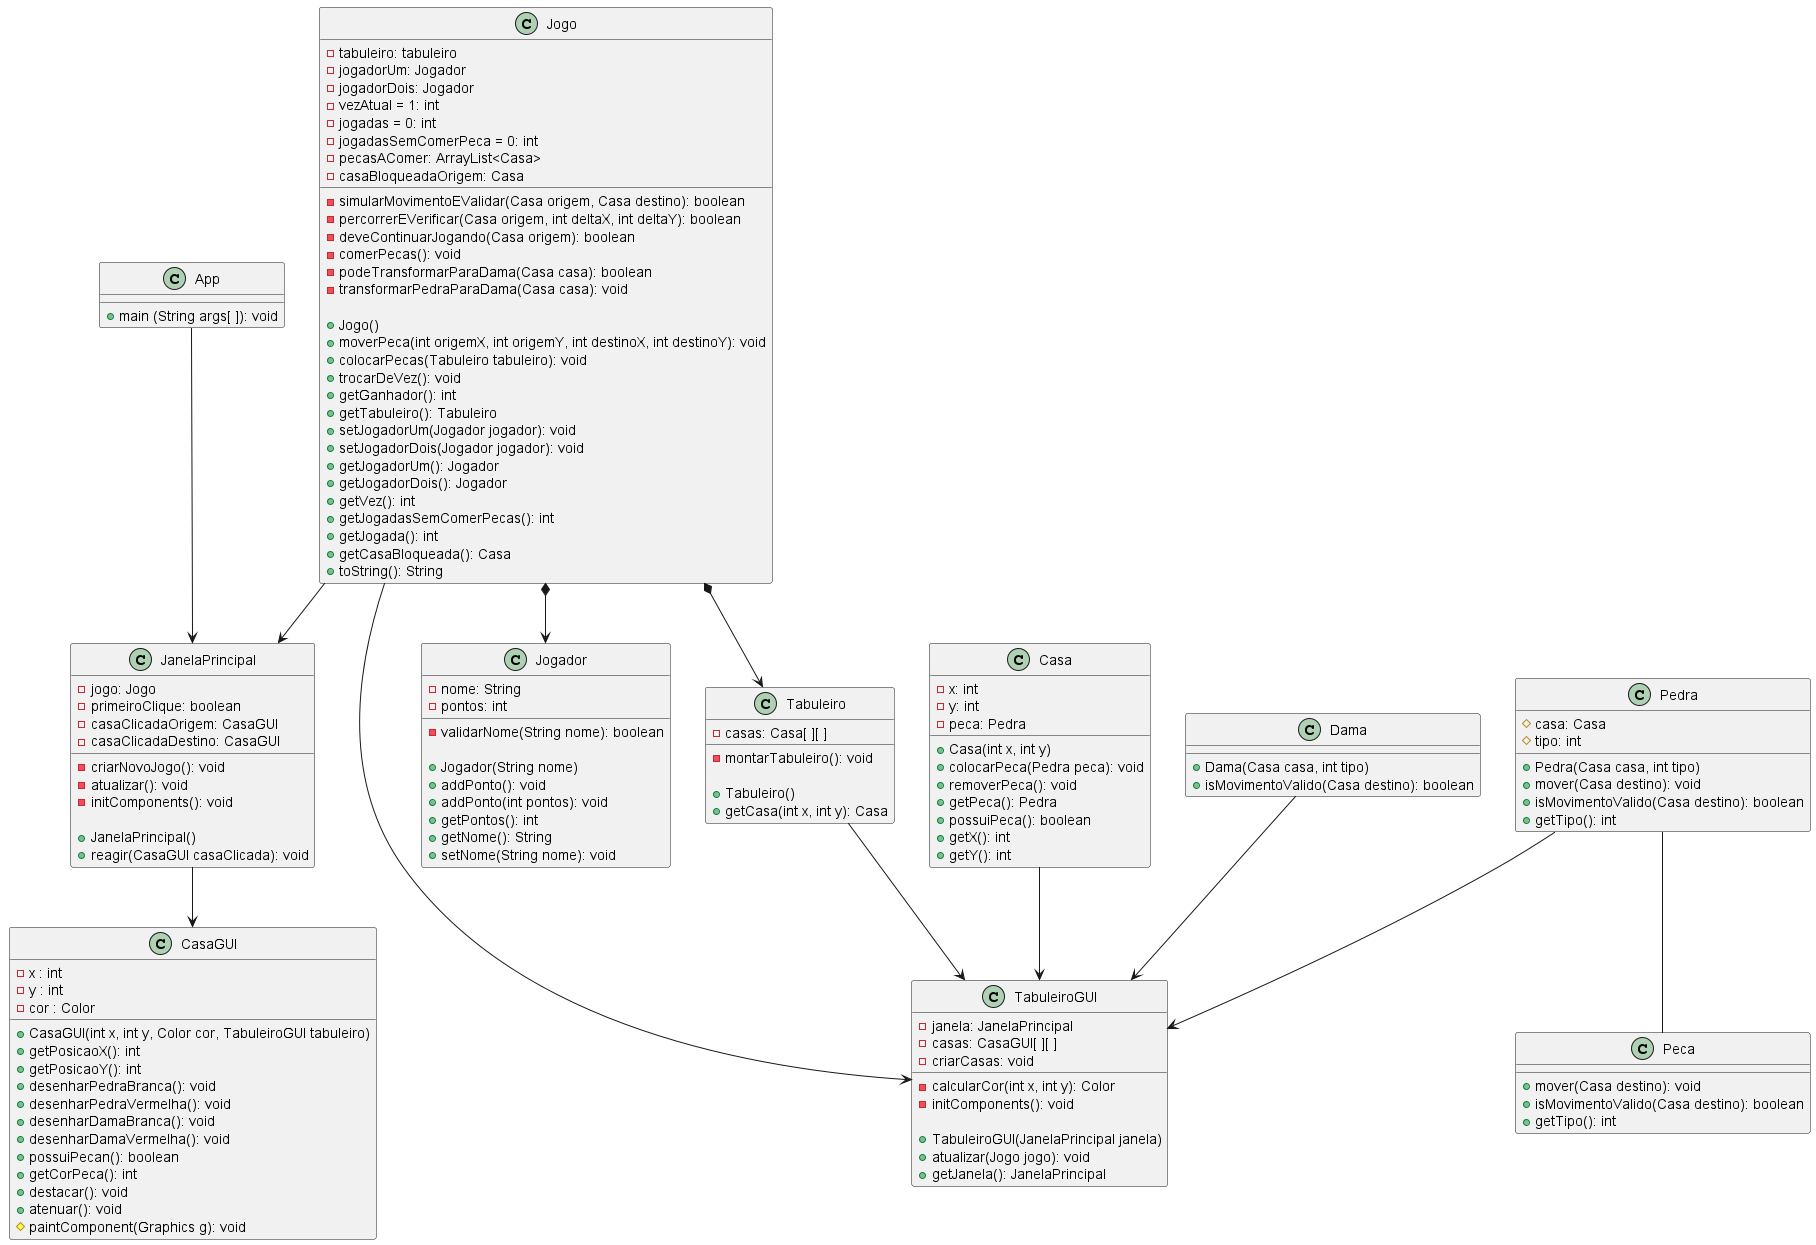 Jogo
tabuleiro: tabuleiro
jogadorUm: Jogador
jogadorDois: Jogador
vezAtual = 1: int
jogadas = 0: int
jogadasSemComerPeca = 0: int
pecasAComer: ArrayList<Casa>
casaBloqueadaOrigem: Casa
simularMovimentoEValidar(Casa origem, Casa destino): boolean
percorrerEVerificar(Casa origem, int deltaX, int deltaY): boolean
deveContinuarJogando(Casa origem): boolean
comerPecas(): void
podeTransformarParaDama(Casa casa): boolean
transformarPedraParaDama(Casa casa): void
Jogo()
moverPeca(int origemX, int origemY, int destinoX, int destinoY): void
colocarPecas(Tabuleiro tabuleiro): void
trocarDeVez(): void
getGanhador(): int
getTabuleiro(): Tabuleiro
setJogadorUm(Jogador jogador): void
setJogadorDois(Jogador jogador): void
getJogadorUm(): Jogador
getJogadorDois(): Jogador
getVez(): int
getJogadasSemComerPecas(): int
getJogada(): int
getCasaBloqueada(): Casa
toString(): String
App
main (String args[ ]): void
JanelaPrincipal
jogo: Jogo
primeiroClique: boolean
casaClicadaOrigem: CasaGUI
casaClicadaDestino: CasaGUI
criarNovoJogo(): void
atualizar(): void
initComponents(): void
JanelaPrincipal()
reagir(CasaGUI casaClicada): void
Jogador
nome: String
pontos: int
validarNome(String nome): boolean
Jogador(String nome)
addPonto(): void
addPonto(int pontos): void
getPontos(): int
getNome(): String
setNome(String nome): void
Tabuleiro
casas: Casa[ ][ ]
montarTabuleiro(): void
Tabuleiro()
getCasa(int x, int y): Casa
Casa
x: int
y: int
peca: Pedra
Casa(int x, int y)
colocarPeca(Pedra peca): void
removerPeca(): void
getPeca(): Pedra
possuiPeca(): boolean
getX(): int
getY(): int
Dama
Dama(Casa casa, int tipo)
isMovimentoValido(Casa destino): boolean
Pedra
casa: Casa
tipo: int
Pedra(Casa casa, int tipo)
mover(Casa destino): void
isMovimentoValido(Casa destino): boolean
getTipo(): int
CasaGUI
x : int
y : int
cor : Color
CasaGUI(int x, int y, Color cor, TabuleiroGUI tabuleiro)
getPosicaoX(): int
getPosicaoY(): int
desenharPedraBranca(): void
desenharPedraVermelha(): void
desenharDamaBranca(): void
desenharDamaVermelha(): void
possuiPecan(): boolean
getCorPeca(): int
destacar(): void
atenuar(): void
paintComponent(Graphics g): void
TabuleiroGUI
janela: JanelaPrincipal
casas: CasaGUI[ ][ ]
criarCasas: void
calcularCor(int x, int y): Color
initComponents(): void
TabuleiroGUI(JanelaPrincipal janela)
atualizar(Jogo jogo): void
getJanela(): JanelaPrincipal
Peca
mover(Casa destino): void
isMovimentoValido(Casa destino): boolean
getTipo(): int